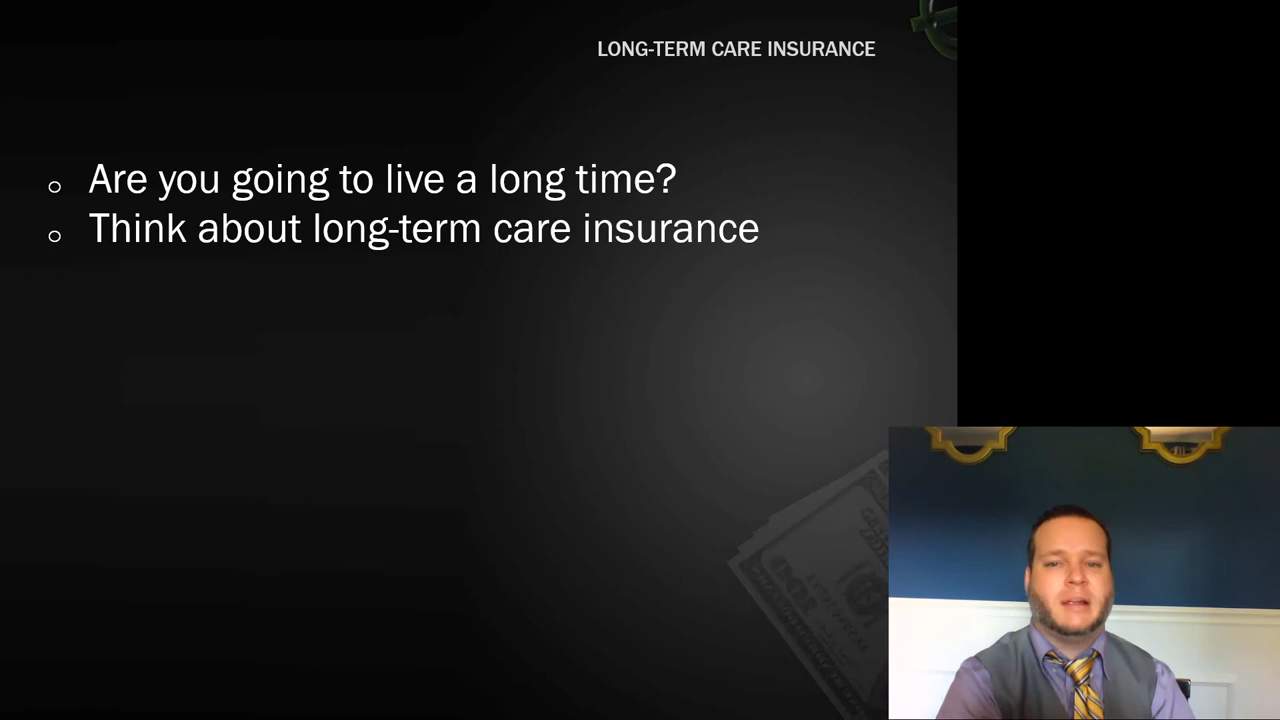 LONG-TERM CARE INSURANCE
Are you going to live a long time?
Think about long-term care insurance